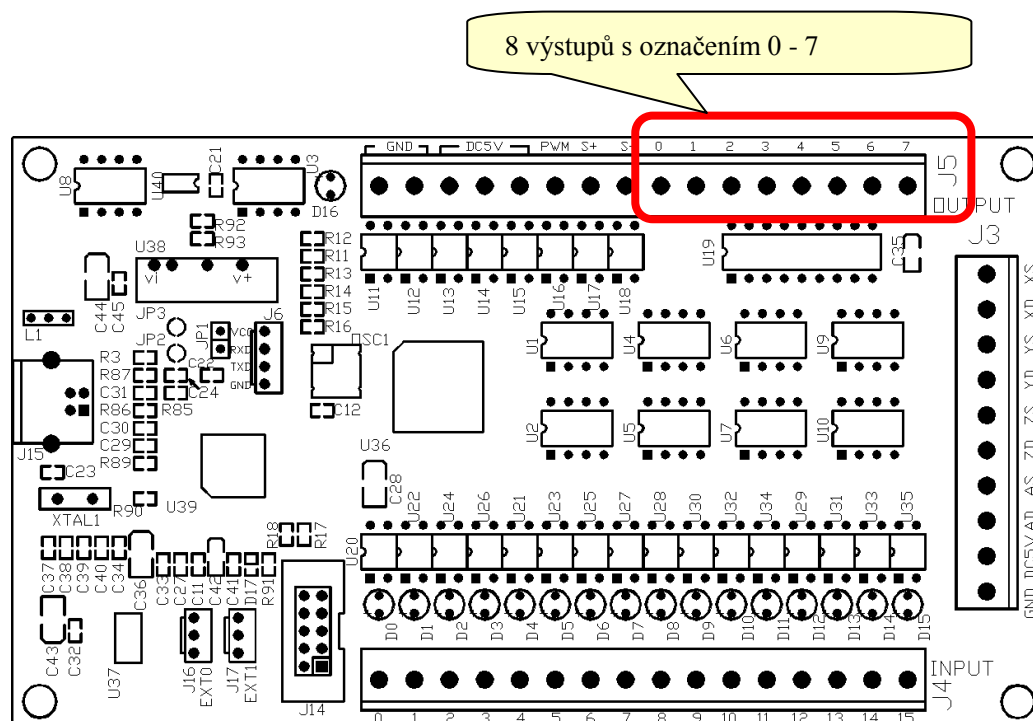 8 výstupů s označením 0 - 7
GND DC5V PWM S+ S- 0 1 2 3 4 5 6 7
J5
OUTPUT
U8 U40 C21 U3 D16
R92
R93
U38
vi v+
C44 C45
L1
JP3
JP2
JP1
J6
VCC
RXD
TXD
GND
R12
R11
R13
R14
R15
R16
OSC1
C12
U11 U12 U13 U14 U15 U16 U17 U18
U19 C35
J3
XS
XD
YS
YD
ZS
ZD
AS
AD
DC5V
GND
U1 U4 U6 U9
U2 U5 U7 U10
R3
R87
C31
R86
C30
C29
R89
C22
C24
R85
J15
C23
XTAL1
R90
U39
U36
C28
R18 R17
U20 U22 U24 U26 U21 U23 U25 U27 U28 U30 U32 U34 U29 U31 U33 U35
C37 C38 C39 C40 C34 C36 C33 C27 C11 C42 C41 D17 R91
C43 C32 U37
J16
EXT0
J17
EXT1
J14
D0 D1 D2 D3 D4 D5 D6 D7 D8 D9 D10 D11 D12 D13 D14 D15
INPUT
J4
0 1 2 3 4 5 6 7 8 9 10 11 12 13 14 15